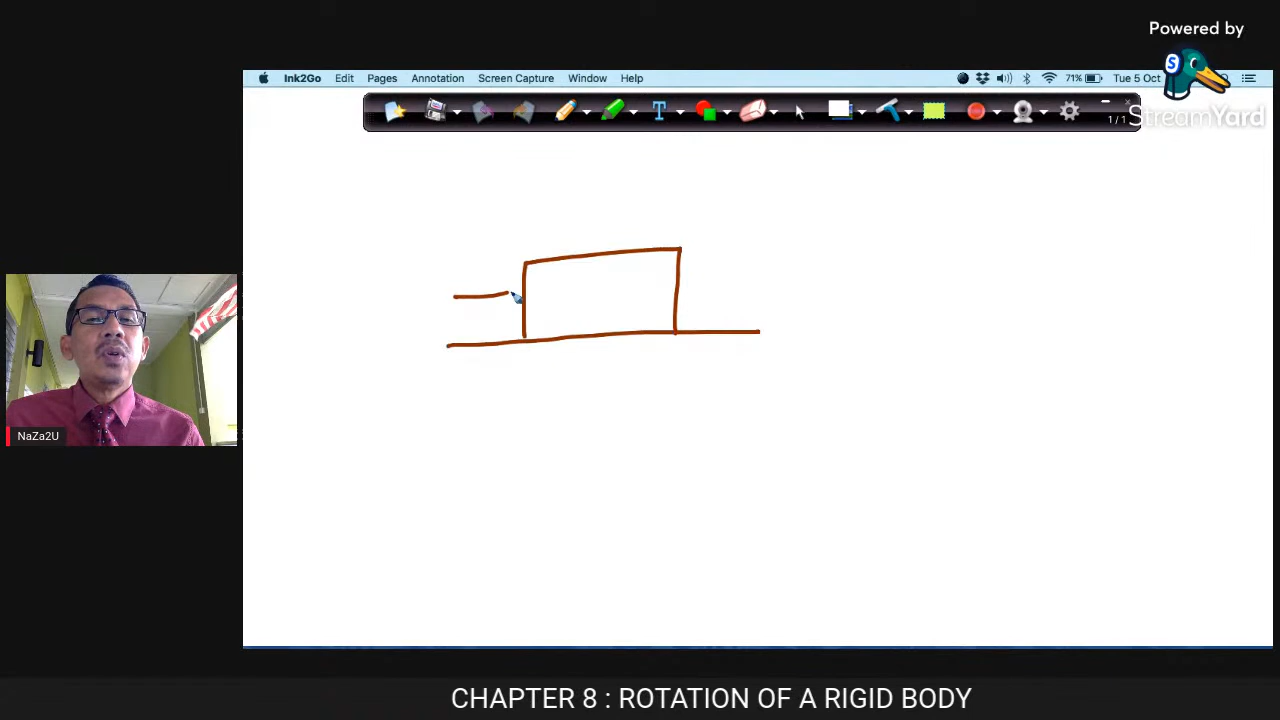 Powered by
StreamYard
Ink2Go Edit Pages Annotation Screen Capture Window Help 71% Tue 5 Oct
1 / 1
NaZa2U
CHAPTER 8 : ROTATION OF A RIGID BODY